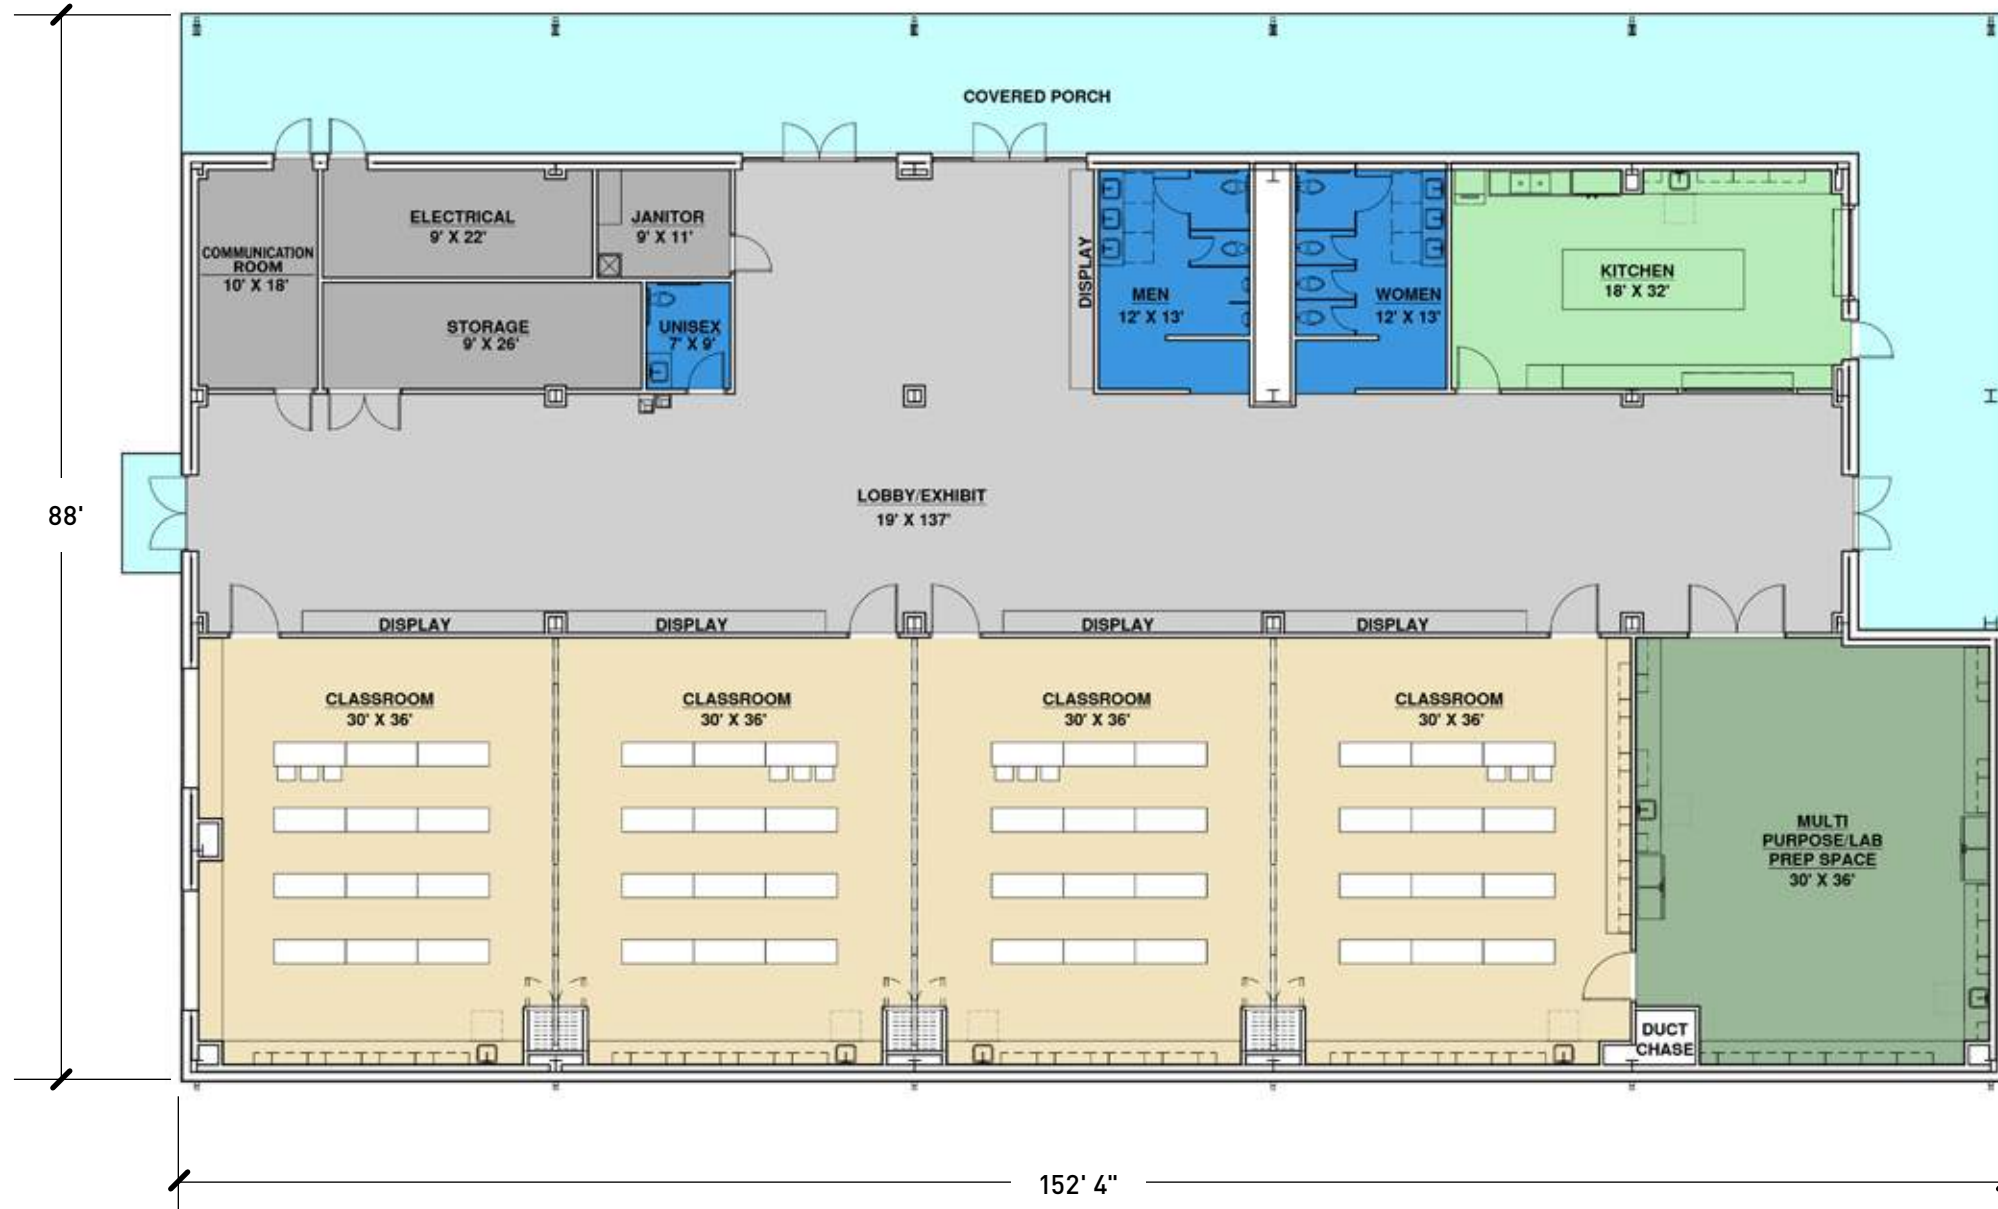 COVERED PORCH
ELECTRICAL
9' X 22'
JANITOR
9' X 11'
COMMUNICATION
ROOM
10' X 18'
STORAGE
9' X 26'
UNISEX
7' X 9'
DISPLAY
MEN
12' X 13'
WOMEN
12' X 13'
KITCHEN
18' X 32'
88'
LOBBY/EXHIBIT
19' X 137'
DISPLAY
DISPLAY
DISPLAY
DISPLAY
CLASSROOM
30' X 36'
CLASSROOM
30' X 36'
CLASSROOM
30' X 36'
CLASSROOM
30' X 36'
MULTI
PURPOSE/LAB
PREP SPACE
30' X 36'
DUCT
CHASE
152' 4"